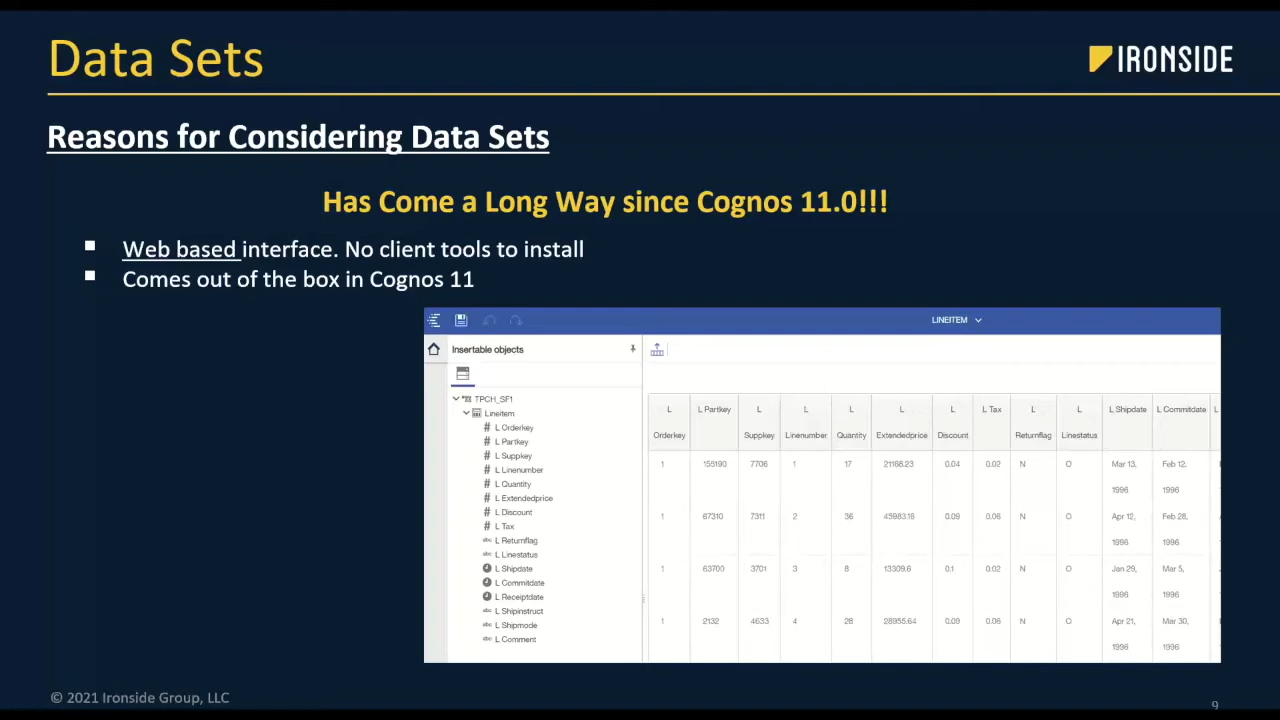 Data Sets
IRONSIDE
Reasons for Considering Data Sets
Has Come a Long Way since Cognos 11.0!!!
Web based interface. No client tools to install
Comes out of the box in Cognos 11
LINEITEM
Insertable objects
TPCH_SF1
Lineitem
L Orderkey
L Partkey
L Suppkey
L Linenumber
L Quantity
L Extendedprice
L Discount
L Tax
L Returnflag
L Linestatus
L Shipdate
L Commitdate
L Receiptdate
L Shipinstruct
L Shipmode
L Comment
L L Partkey L L L L L L Tax L L L Shipdate L Commitdate L
Orderkey Suppkey Linenumber Quantity Extendedprice Discount Returnflag Linestatus
1 155190 7706 1 17 21168.23 0.04 0.02 N O Mar 13, Feb 12,
1996 1996
1 67310 7311 2 36 45983.16 0.09 0.06 N O Apr 12, Feb 28,
1996 1996
1 63700 3701 3 8 13309.6 0.1 0.02 N O Jan 29, Mar 5,
1996 1996
1 2132 4633 4 28 28955.64 0.09 0.06 N O Apr 21, Mar 30,
1996 1996
© 2021 Ironside Group, LLC
9